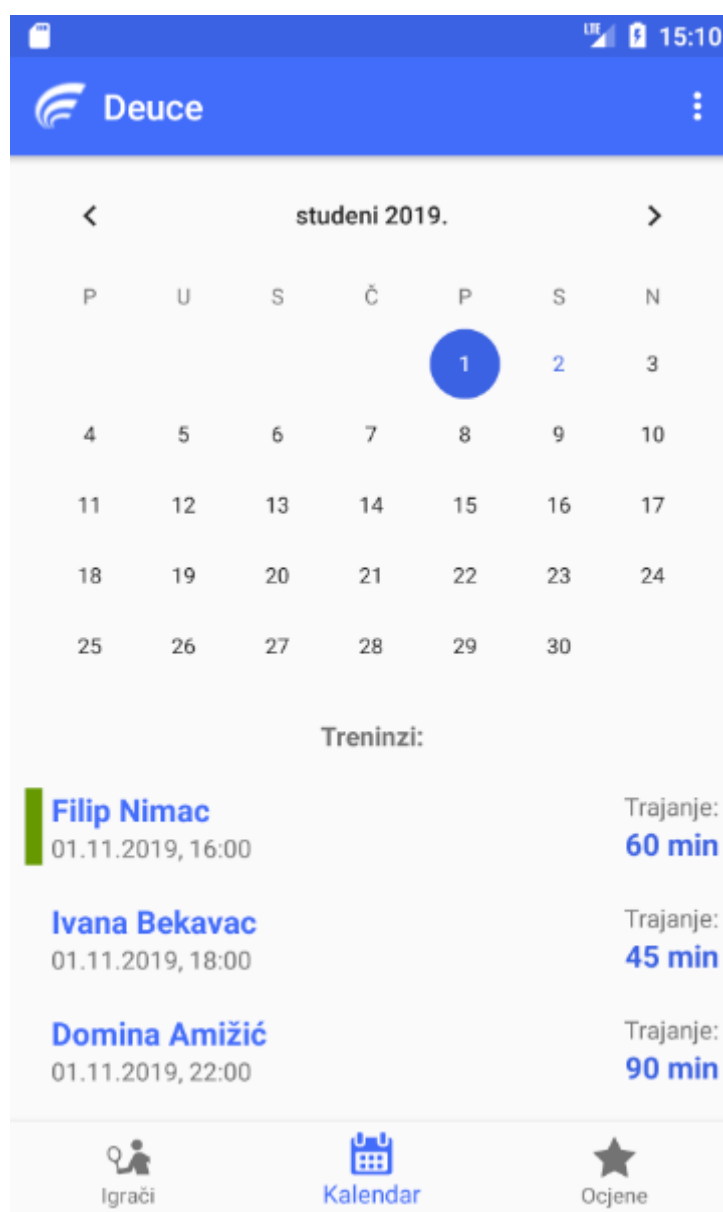 LTE 15:10
Deuce
studeni 2019.
P U S Č P S N
1 2 3
4 5 6 7 8 9 10
11 12 13 14 15 16 17
18 19 20 21 22 23 24
25 26 27 28 29 30
Treninzi:
Filip Nimac Trajanje:
01.11.2019, 16:00 60 min
Ivana Bekavac Trajanje:
01.11.2019, 18:00 45 min
Domina Amižić Trajanje:
01.11.2019, 22:00 90 min
Igrači Kalendar Ocjene